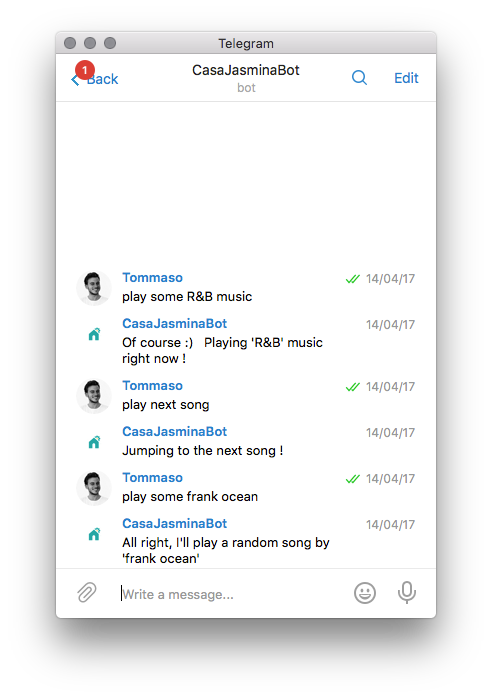 Telegram
1
Back
CasaJasminaBot
bot
Edit
Tommaso
14/04/17
play some R&B music
CasaJasminaBot
14/04/17
Of course :)   Playing 'R&B' music
right now !
Tommaso
14/04/17
play next song
CasaJasminaBot
14/04/17
Jumping to the next song !
Tommaso
14/04/17
play some frank ocean
CasaJasminaBot
14/04/17
All right, I'll play a random song by
'frank ocean'
Write a message...